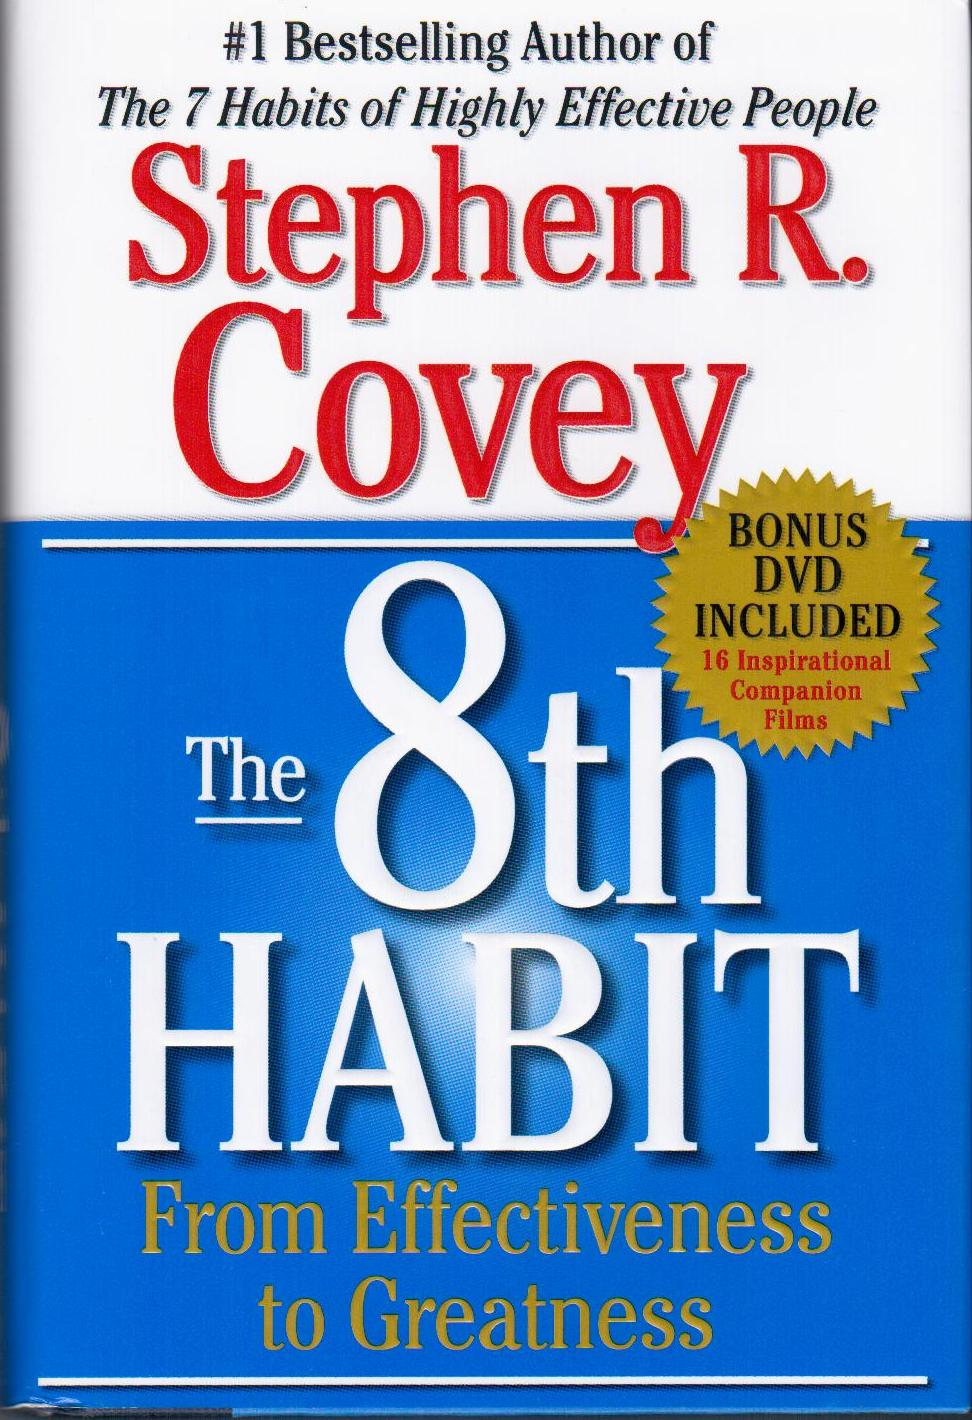 #1 Bestselling Author of
The 7 Habits of Highly Effective People
Stephen R.
Covey
BONUS
DVD
INCLUDED
16 Inspirational
Companion
Films
The 8th
HABIT
From Effectiveness
to Greatness